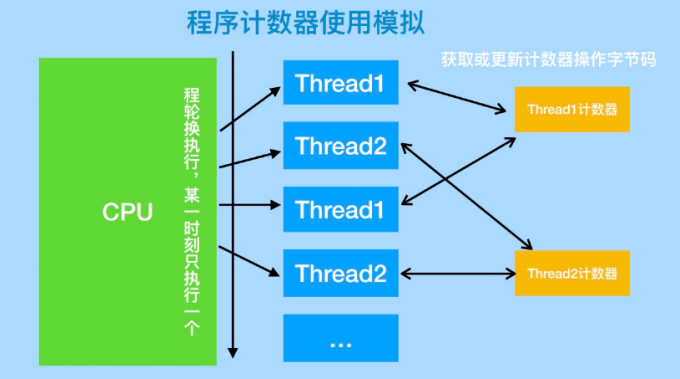 程序计数器使用模拟
获取或更新计数器操作字节码
CPU
程轮换执行，某一时刻只执行一个
Thread1
Thread2
Thread1
Thread2
...
Thread1计数器
Thread2计数器